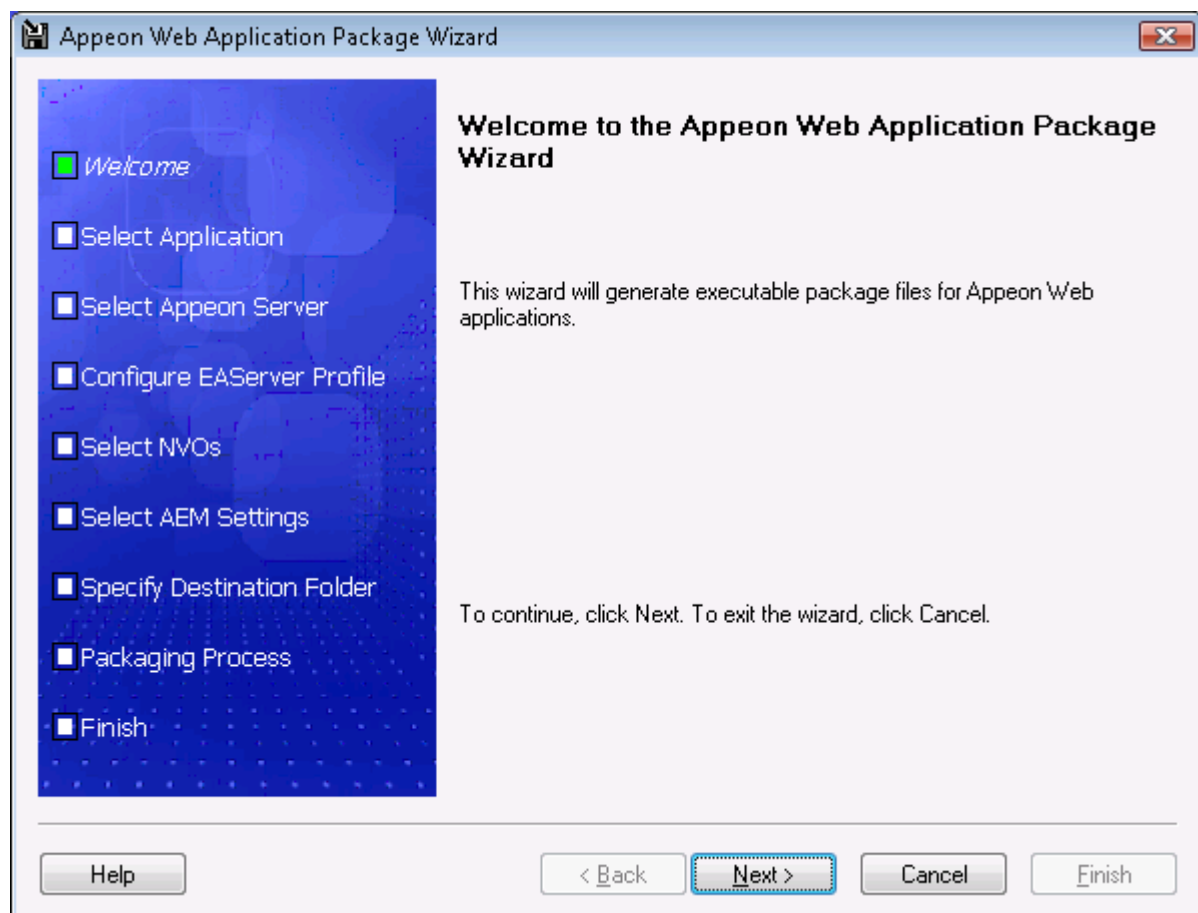 Appeon Web Application Package Wizard
Welcome
Select Application
Select Appeon Server
Configure EAServer Profile
Select NVOs
Select AEM Settings
Specify Destination Folder
Packaging Process
Finish
Welcome to the Appeon Web Application Package
Wizard
This wizard will generate executable package files for Appeon Web
applications.
To continue, click Next. To exit the wizard, click Cancel.
Help
< Back
Next >
Cancel
Finish